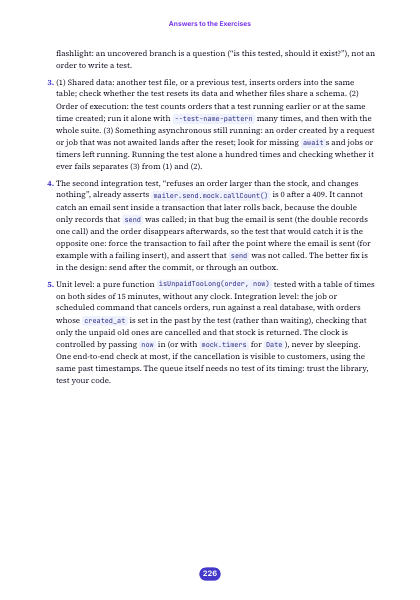 Answers to the Exercises
flashlight: an uncovered branch is a question (“is this tested, should it exist?”), not an
order to write a test.
3. (1) Shared data: another test file, or a previous test, inserts orders into the same
table; check whether the test resets its data and whether files share a schema. (2)
Order of execution: the test counts orders that a test running earlier or at the same
time created; run it alone with --test-name-pattern many times, and then with the
whole suite. (3) Something asynchronous still running: an order created by a request
or job that was not awaited lands after the reset; look for missing await s and jobs or
timers left running. Running the test alone a hundred times and checking whether it
ever fails separates (3) from (1) and (2).
4. The second integration test, “refuses an order larger than the stock, and changes
nothing”, already asserts mailer.send.mock.callCount() is 0 after a 409. It cannot
catch an email sent inside a transaction that later rolls back, because the double
only records that send was called; in that bug the email is sent (the double records
one call) and the order disappears afterwards, so the test that would catch it is the
opposite one: force the transaction to fail after the point where the email is sent (for
example with a failing insert), and assert that send was not called. The better fix is
in the design: send after the commit, or through an outbox.
5. Unit level: a pure function isUnpaidTooLong(order, now) tested with a table of times
on both sides of 15 minutes, without any clock. Integration level: the job or
scheduled command that cancels orders, run against a real database, with orders
whose created_at is set in the past by the test (rather than waiting), checking that
only the unpaid old ones are cancelled and that stock is returned. The clock is
controlled by passing now in (or with mock.timers for Date ), never by sleeping.
One end-to-end check at most, if the cancellation is visible to customers, using the
same past timestamps. The queue itself needs no test of its timing: trust the library,
test your code.
226